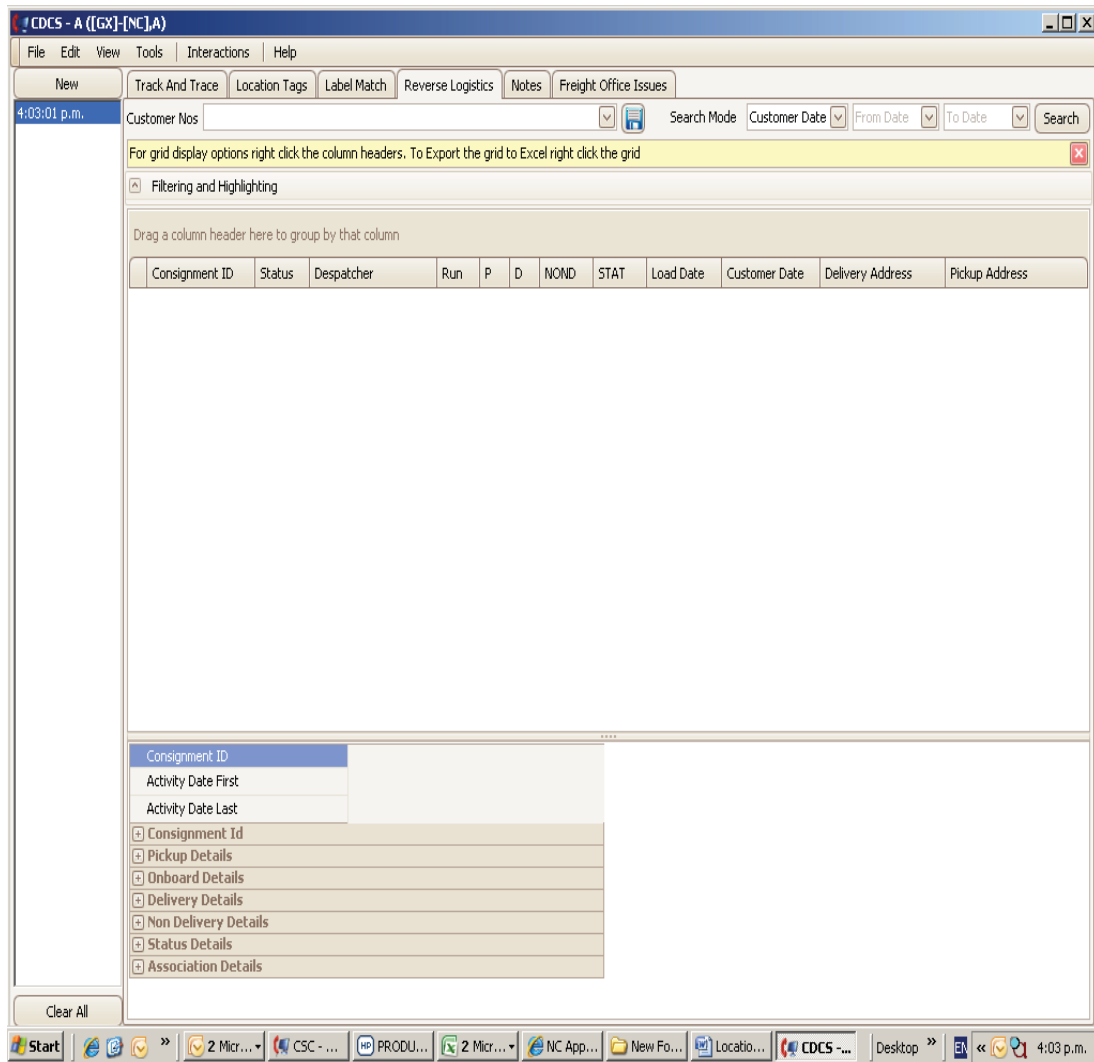 CDCS - A ([GX]-[NC],A)
File Edit View Tools Interactions Help
New Track And Trace Location Tags Label Match Reverse Logistics Notes Freight Office Issues
4:03:01 p.m. Customer Nos Search Mode Customer Date From Date To Date Search
For grid display options right click the column headers. To Export the grid to Excel right click the grid
Filtering and Highlighting
Drag a column header here to group by that column
Consignment ID Status Despatcher Run P D NOND STAT Load Date Customer Date Delivery Address Pickup Address
Consignment ID
Activity Date First
Activity Date Last
Consignment Id
Pickup Details
Onboard Details
Delivery Details
Non Delivery Details
Status Details
Association Details
Clear All
Start » 2 Micr... CSC - ... HP PRODU... 2 Micr... NC App... New Fo... Locatio... CDCS -... Desktop » EN « 4:03 p.m.